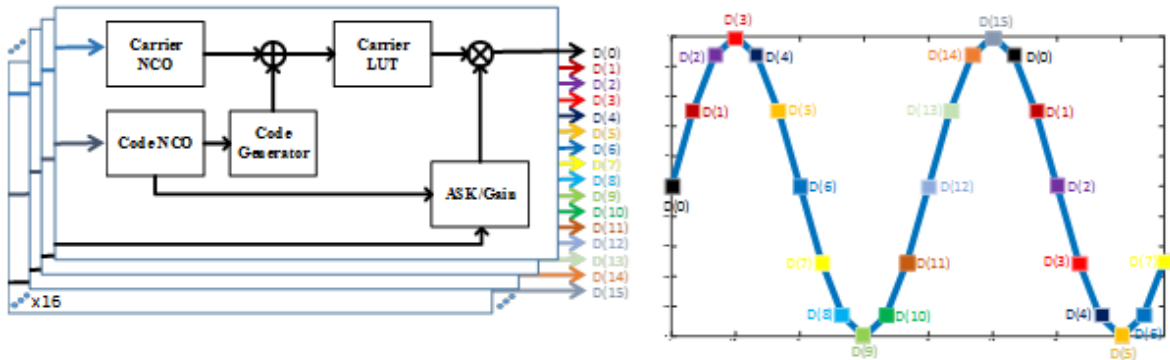 Carrier
NCO
Carrier
LUT
Code NCO
Code
Generator
ASK/Gain
x16
D(0)
D(1)
D(2)
D(3)
D(4)
D(5)
D(6)
D(7)
D(8)
D(9)
D(10)
D(11)
D(12)
D(13)
D(14)
D(15)
D(0)
D(1)
D(2)
D(3)
D(4)
D(5)
D(6)
D(7)
D(8)
D(9)
D(10)
D(11)
D(12)
D(13)
D(14)
D(15)
D(0)
D(1)
D(2)
D(3)
D(4)
D(5)
D(6)
D(7)